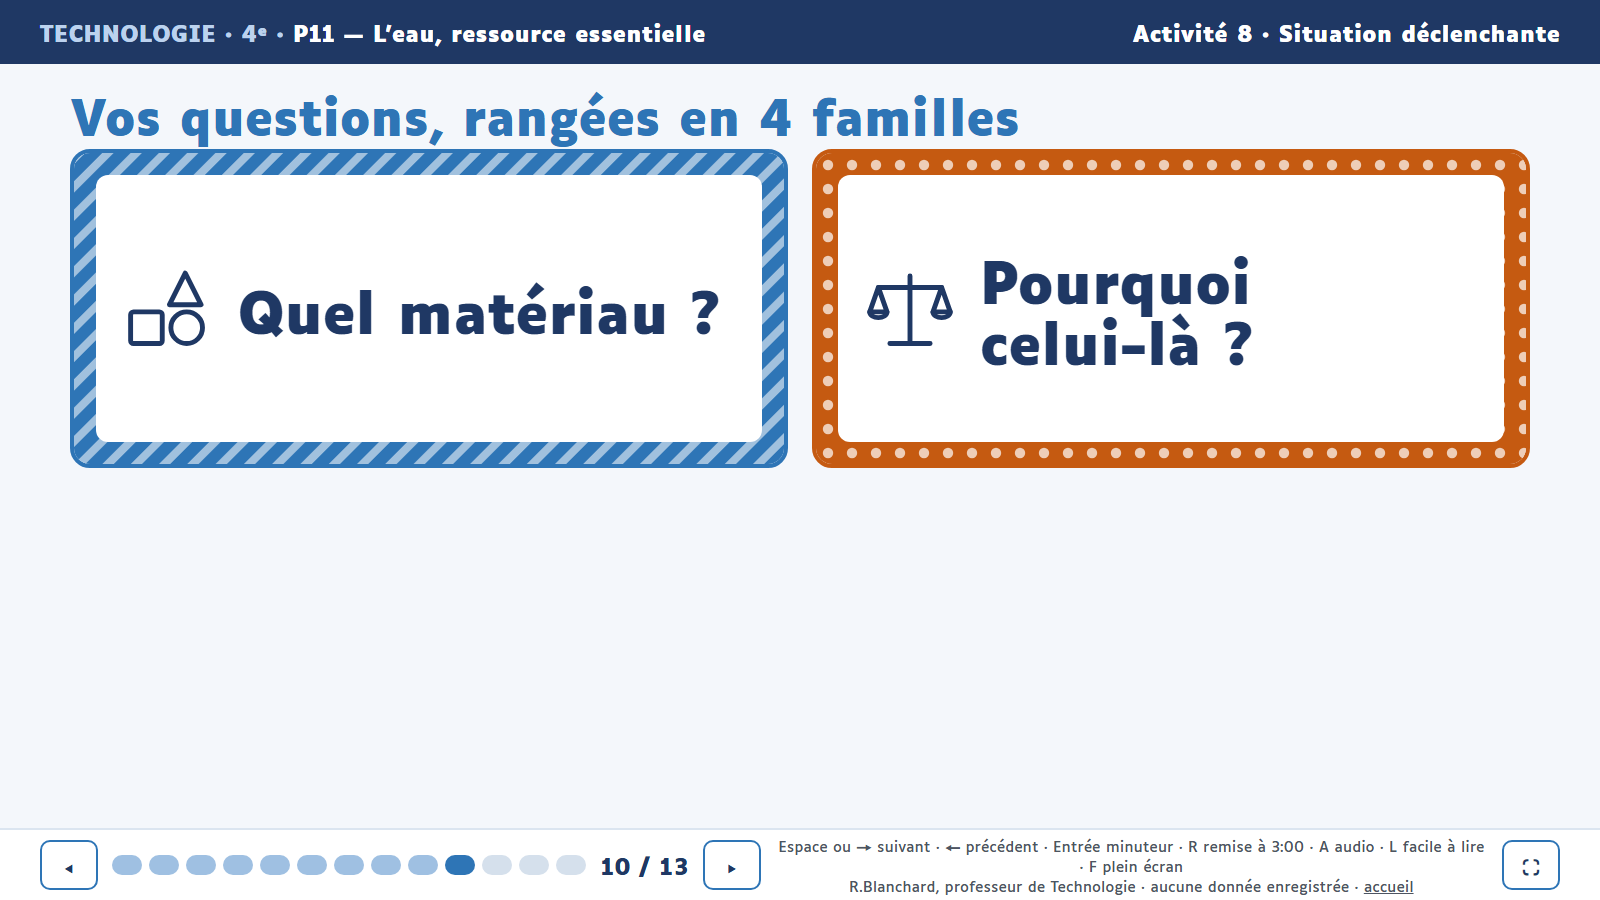 TECHNOLOGIE · 4ᵉ · P11 — L’eau, ressource essentielle
Activité 8 · Situation déclenchante
Vos questions, rangées en 4 familles
Quel matériau ?
Pourquoi
celui-là ?
10 / 13
Espace ou → suivant · ← précédent · Entrée minuteur · R remise à 3:00 · A audio · L facile à lire
· F plein écran
R.Blanchard, professeur de Technologie · aucune donnée enregistrée · accueil